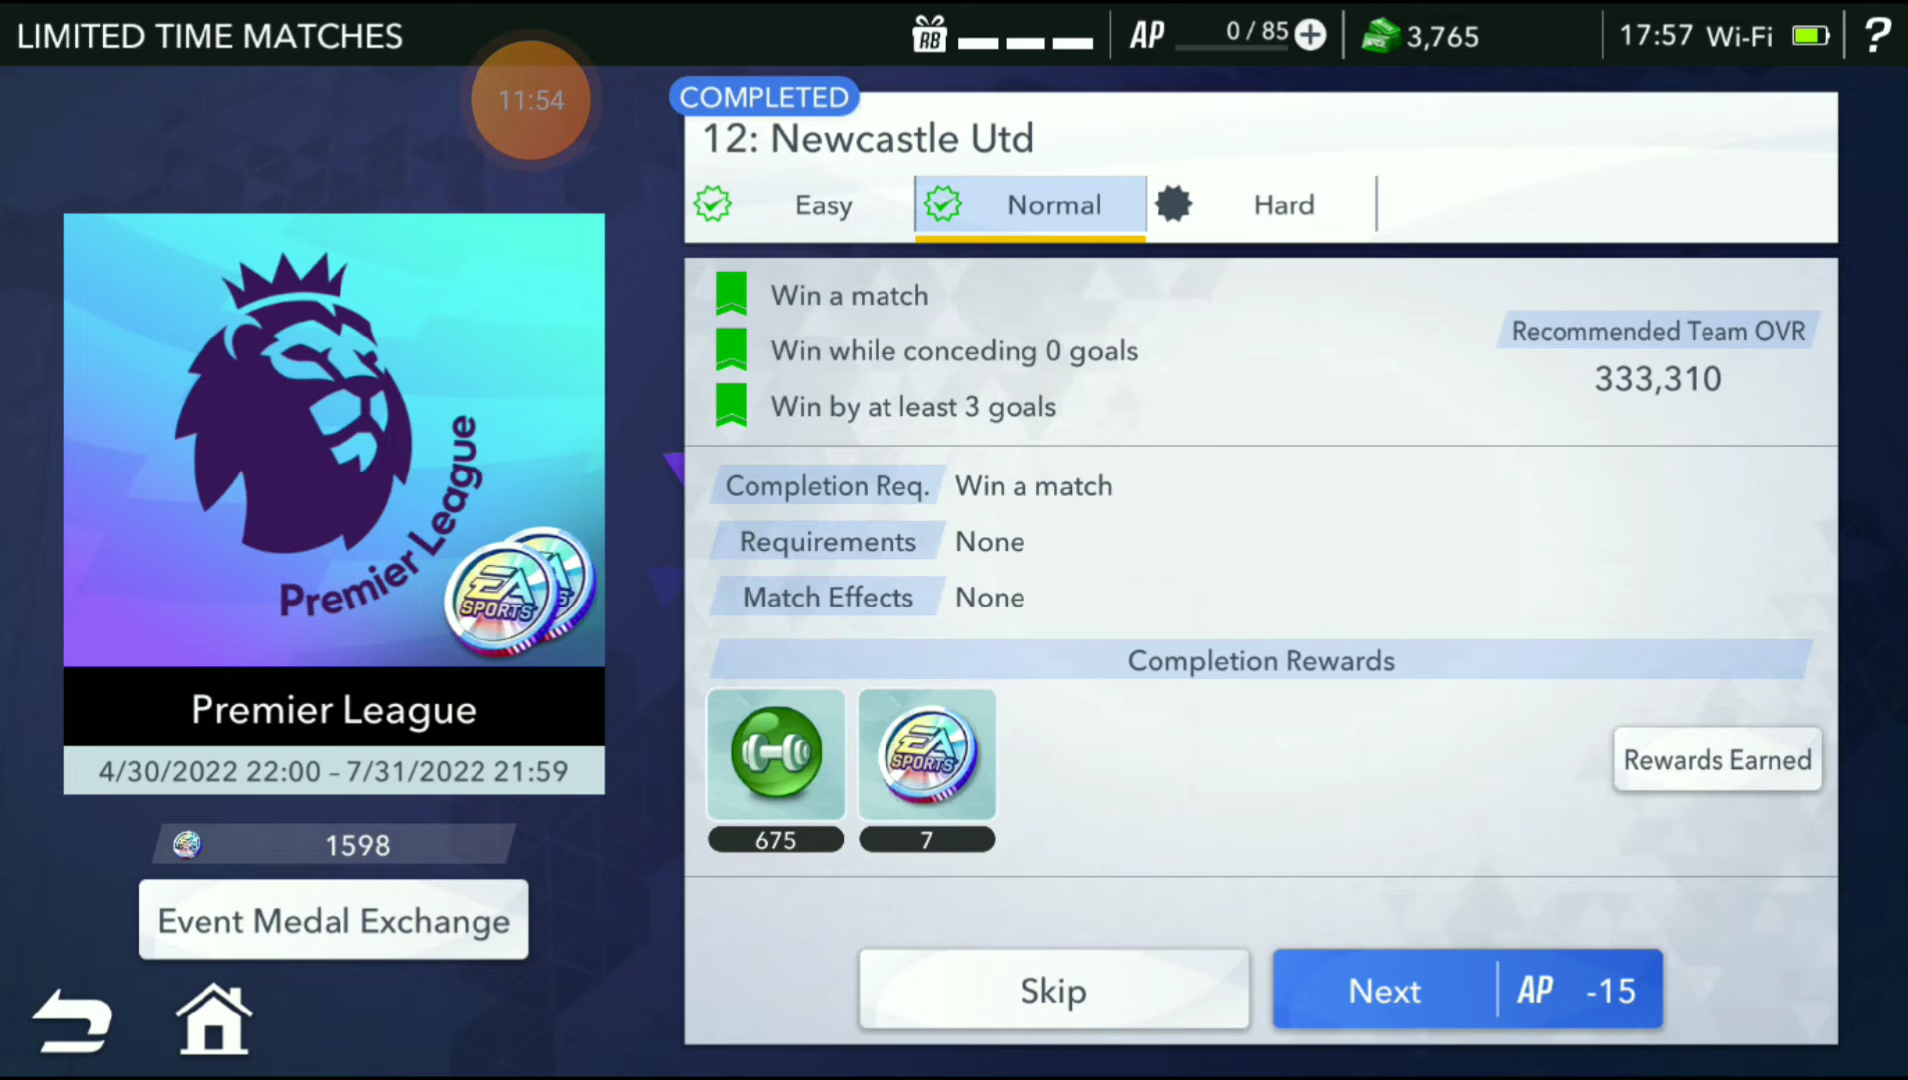 LIMITED TIME MATCHES
RB
AP 0 / 85
3,765
17:57 Wi-Fi
?
11:54
COMPLETED
12: Newcastle Utd
Easy
Normal
Hard
Win a match
Win while conceding 0 goals
Win by at least 3 goals
Recommended Team OVR
333,310
Completion Req. Win a match
Requirements None
Match Effects None
Completion Rewards
EA SPORTS
675
7
Rewards Earned
Premier League
EA SPORTS
Premier League
4/30/2022 22:00 – 7/31/2022 21:59
1598
Event Medal Exchange
Skip
Next AP -15